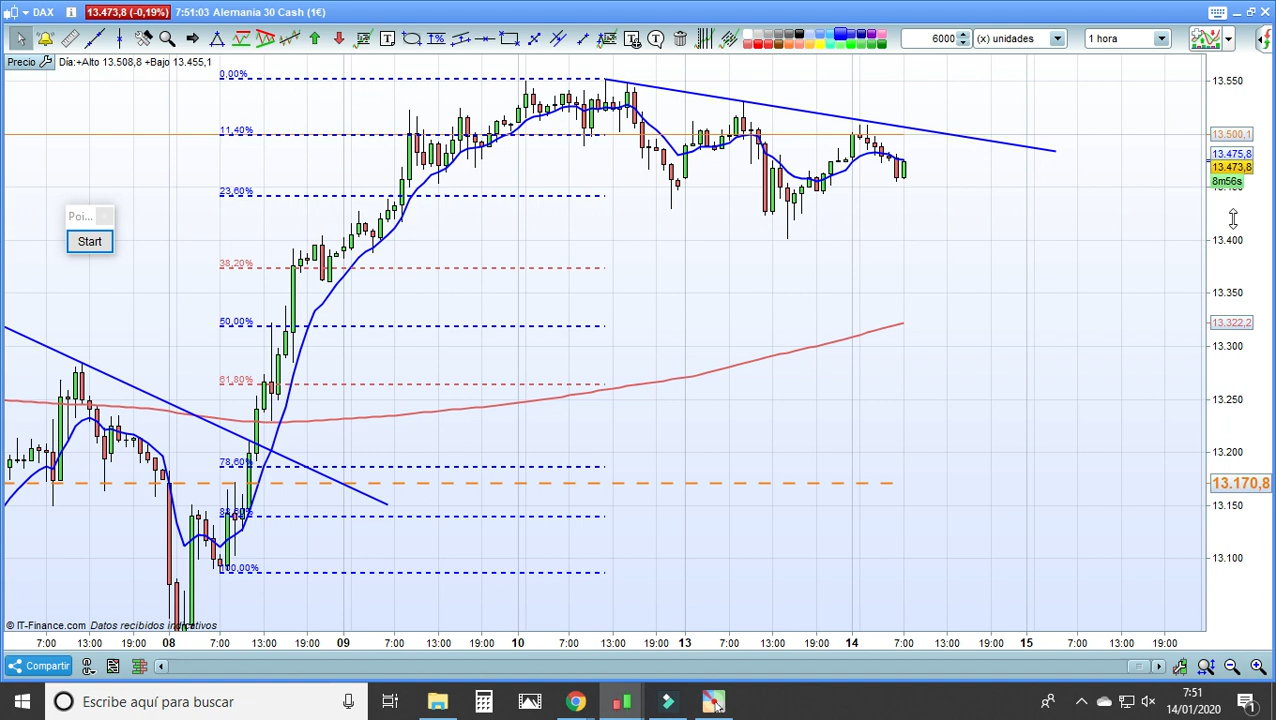 DAX 13.473,8 (-0,19%) 7:51:03 Alemania 30 Cash (1€)
6000 (x) unidades 1 hora
Precio Día:+Alto 13.508,8 +Bajo 13.455,1
0.00%
13.550
11,40%
13.500,1
13.475,8
13.473,8
8m56s
23,60%
Poi...
Start
13.400
38,20%
13.350
50,00%
13.322,2
13.300
61,80%
13.250
13.200
78,60%
13.170,8
13.150
13.100
100,00%
© IT-Finance.com Datos recibidos indicativos
7:00 13:00 19:00 08 7:00 13:00 19:00 09 7:00 13:00 19:00 10 7:00 13:00 19:00 13 7:00 13:00 19:00 14 7:00 13:00 19:00 15 7:00 13:00 19:00
Compartir
Escribe aquí para buscar
7:51
14/01/2020
1